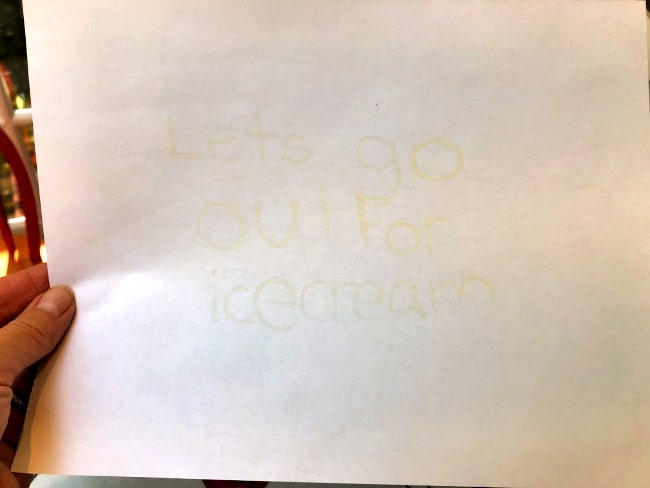 Lets go
out For
icecream